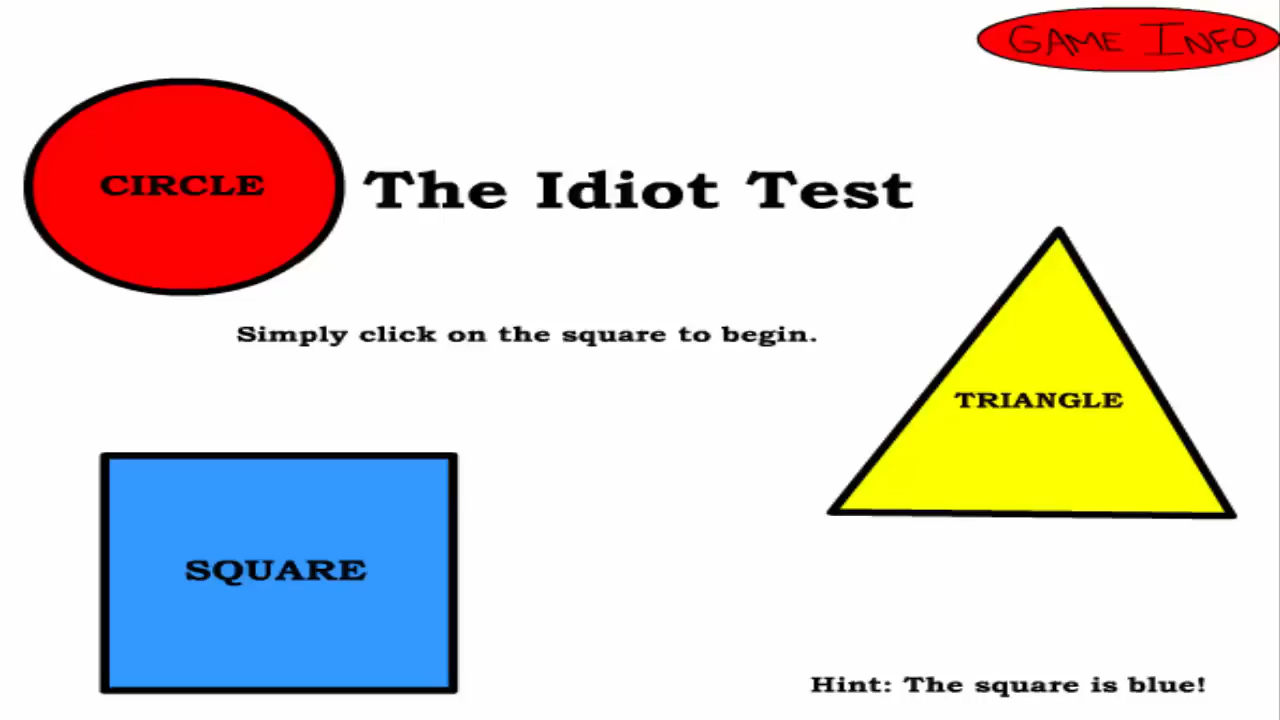 GAME INFO
CIRCLE
The Idiot Test
Simply click on the square to begin.
TRIANGLE
SQUARE
Hint: The square is blue!